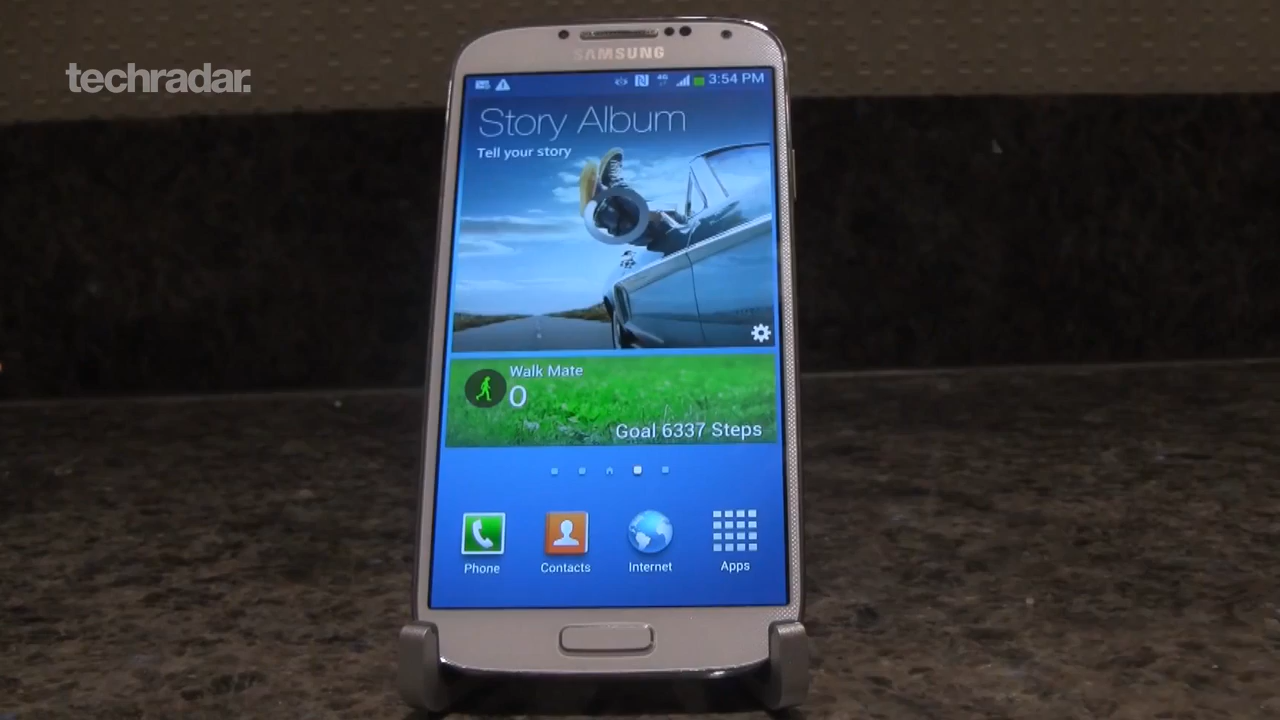 techradar.
SAMSUNG
4G
3:54 PM
Story Album
Tell your story
Walk Mate
0
Goal 6337 Steps
Phone
Contacts
Internet
Apps